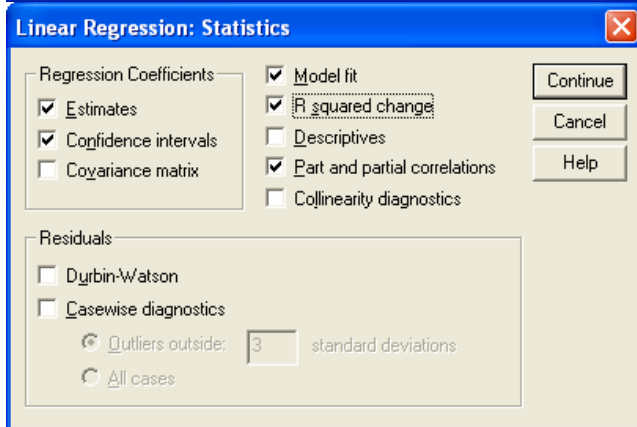 Linear Regression: Statistics
Regression Coefficients
Estimates
Confidence intervals
Covariance matrix
Model fit
R squared change
Descriptives
Part and partial correlations
Collinearity diagnostics
Continue
Cancel
Help
Residuals
Durbin-Watson
Casewise diagnostics
Outliers outside: 3 standard deviations
All cases